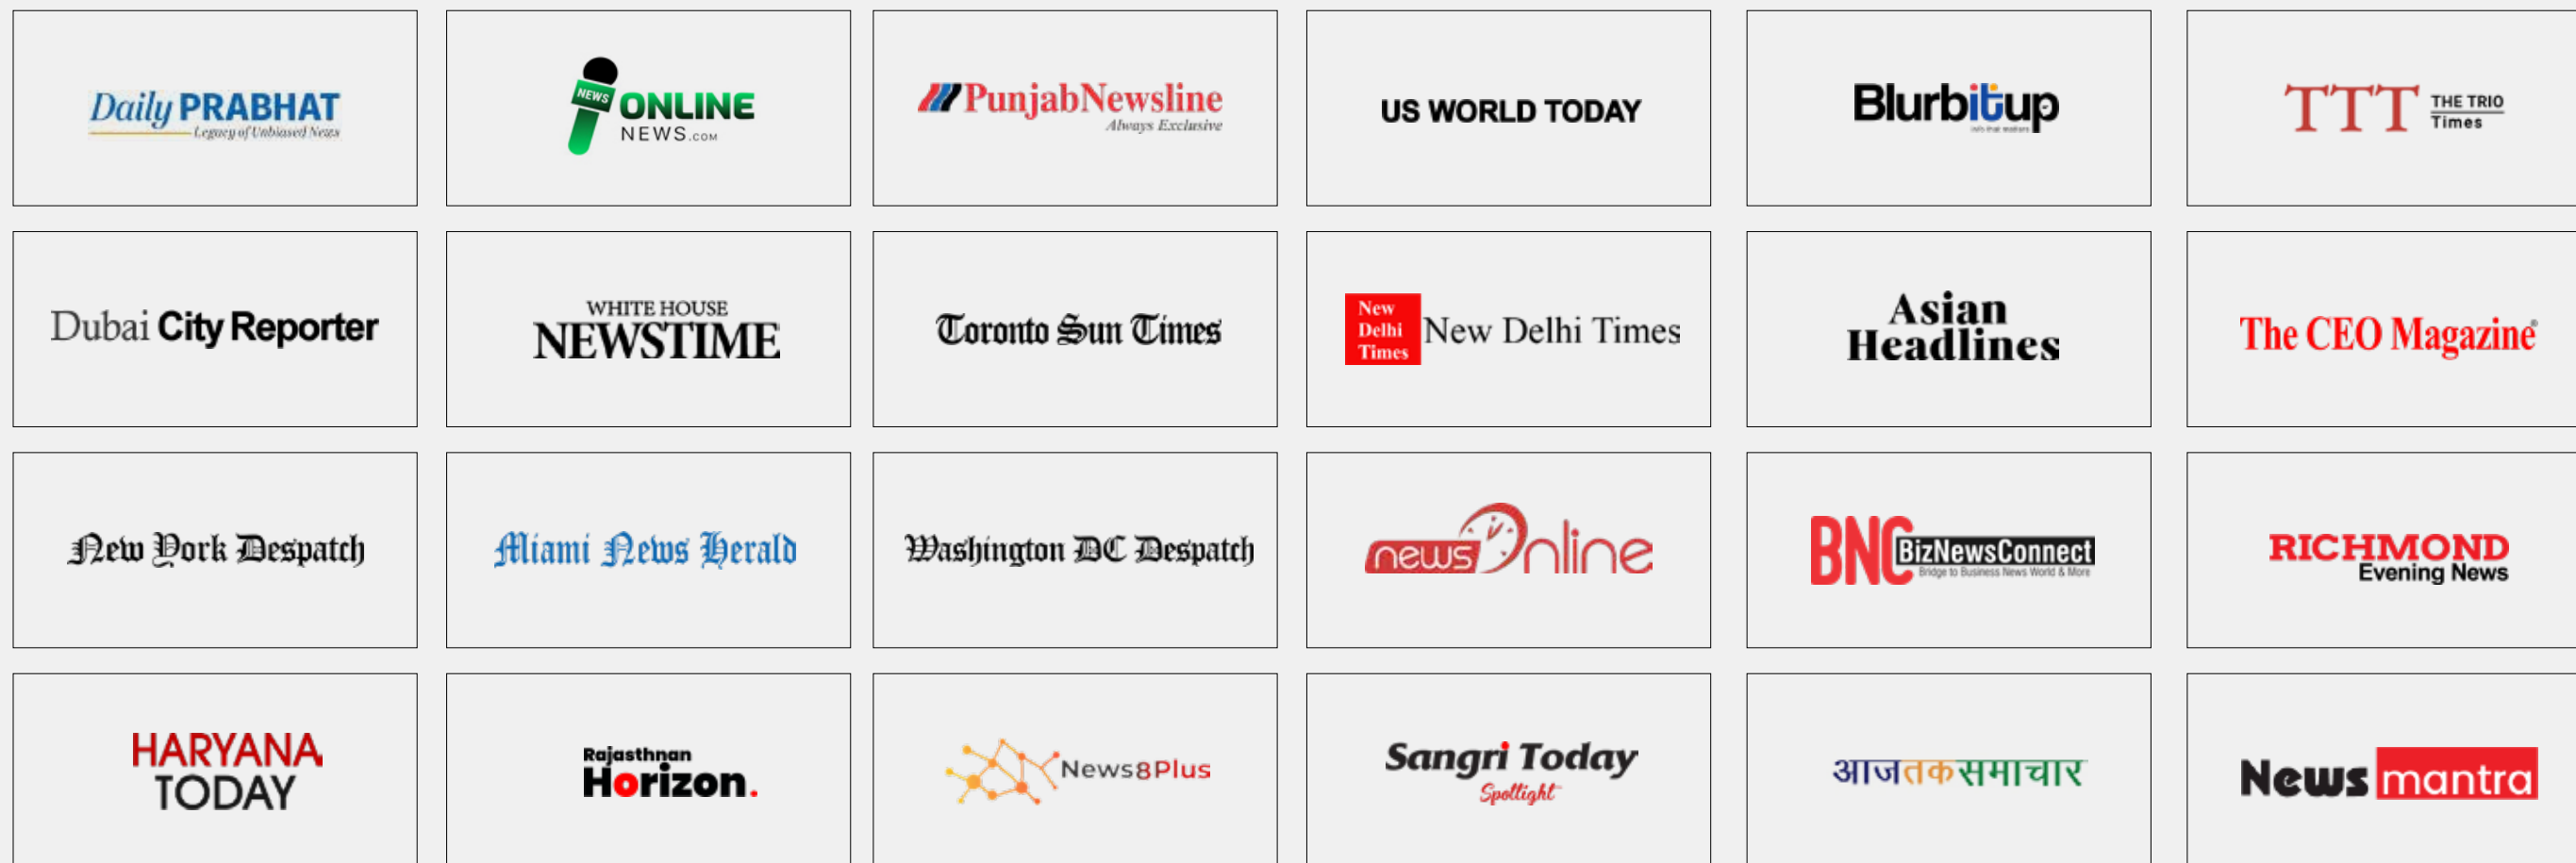 Daily PRABHAT
Legacy of Unbiased News
NEWS
ONLINE
NEWS.COM
PunjabNewsline
Always Exclusive
US WORLD TODAY
Blurbitup
info that matters
TTT
THE TRIO
Times
Dubai City Reporter
WHITE HOUSE
NEWSTIME
Toronto Sun Times
New
Delhi
Times
New Delhi Times
Asian
Headlines
The CEO Magazine®
New York Despatch
Miami News Herald
Washington DC Despatch
news Online
BNC
BizNewsConnect
Bridge to Business News World & More
RICHMOND
Evening News
HARYANA
TODAY
Rajasthnan
Horizon.
News8Plus
Sangri Today
Spotlight
आजतकसमाचार
News mantra